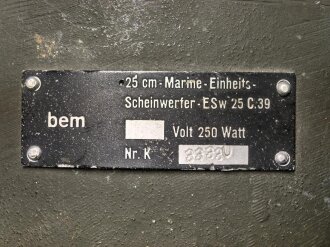 25 cm-Marine-Einheits-
Scheinwerfer-ESw 25 C.39
bem
Volt 250 Watt
Nr. K